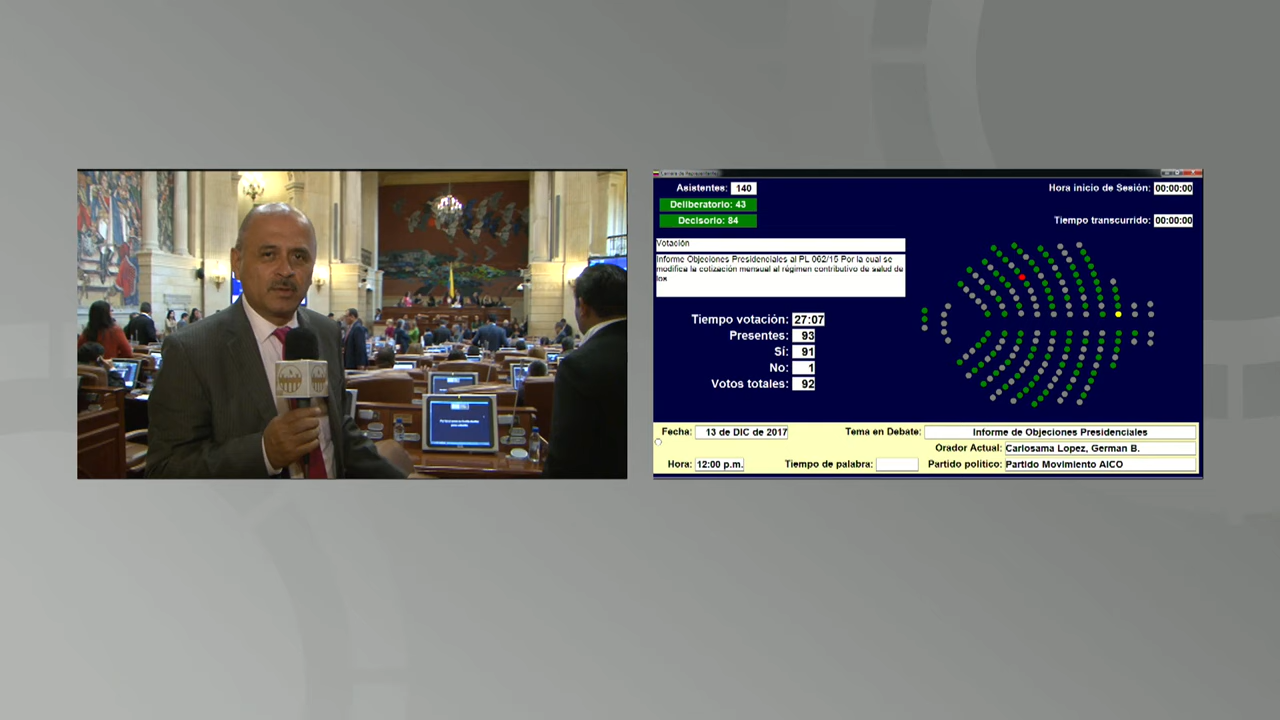 Camara de Representantes
Asistentes: 140
Hora inicio de Sesión: 00:00:00
Deliberatorio: 43
Decisorio: 84
Tiempo transcurrido: 00:00:00
Votación
Informe Objeciones Presidenciales al PL 062/15 Por la cual se
modifica la cotización mensual al régimen contributivo de salud de
los
Tiempo votación: 27:07
Presentes: 93
Si: 91
No: 1
Votos totales: 92
Fecha: 13 de DIC de 2017
Tema en Debate: Informe de Objeciones Presidenciales
Orador Actual: Carlosama Lopez, German B.
Hora: 12:00 p.m.
Tiempo de palabra:
Partido político: Partido Movimiento AICO